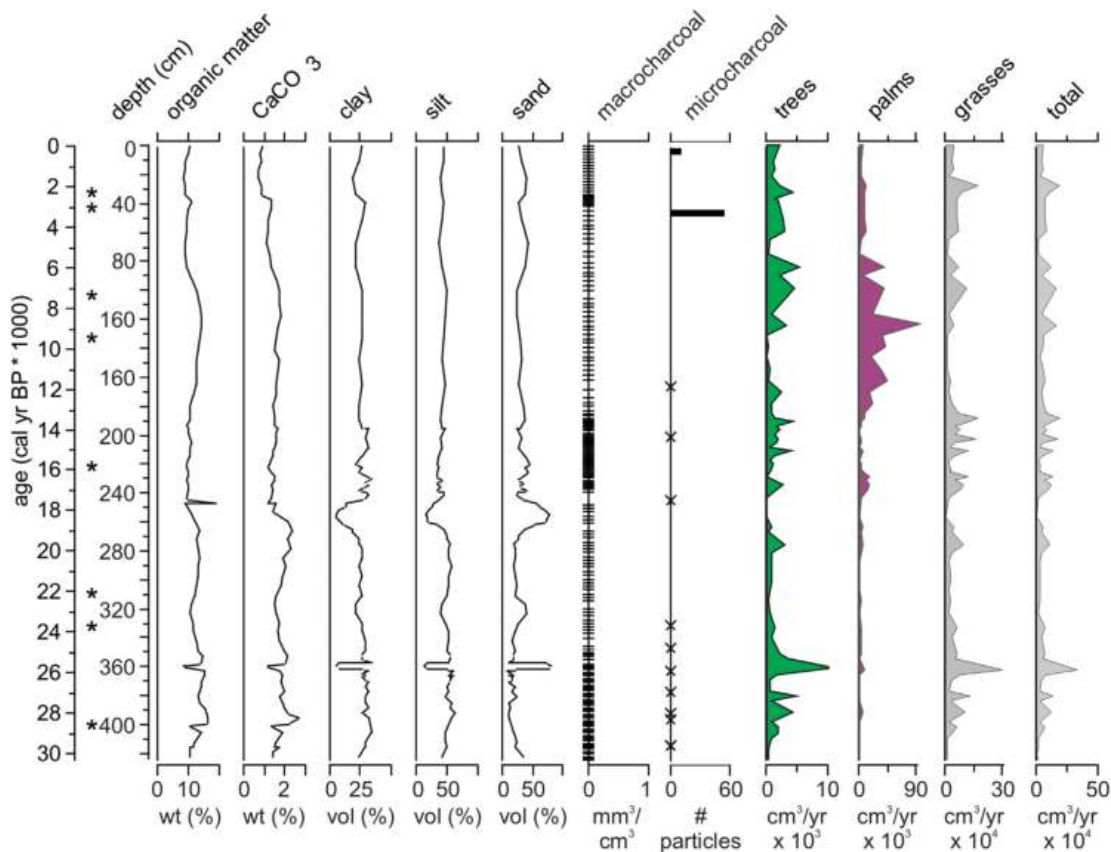 depth (cm) organic matter CaCO 3 clay silt sand macrocharcoal microcharcoal trees palms grasses total
age (cal yr BP * 1000)
0 2 4 6 8 10 12 14 16 18 20 22 24 26 28 30
* * * * * * * *
0 40 80 160 160 200 240 280 320 360 400
0 10 0 1 2 0 25 0 50 0 50 0 1 0 60 0 10 0 90 0 30 0 50
wt (%) wt (%) vol (%) vol (%) vol (%) mm³/ # cm³/yr cm³/yr cm³/yr cm³/yr
cm³ particles x 10³ x 10³ x 10⁴ x 10⁴